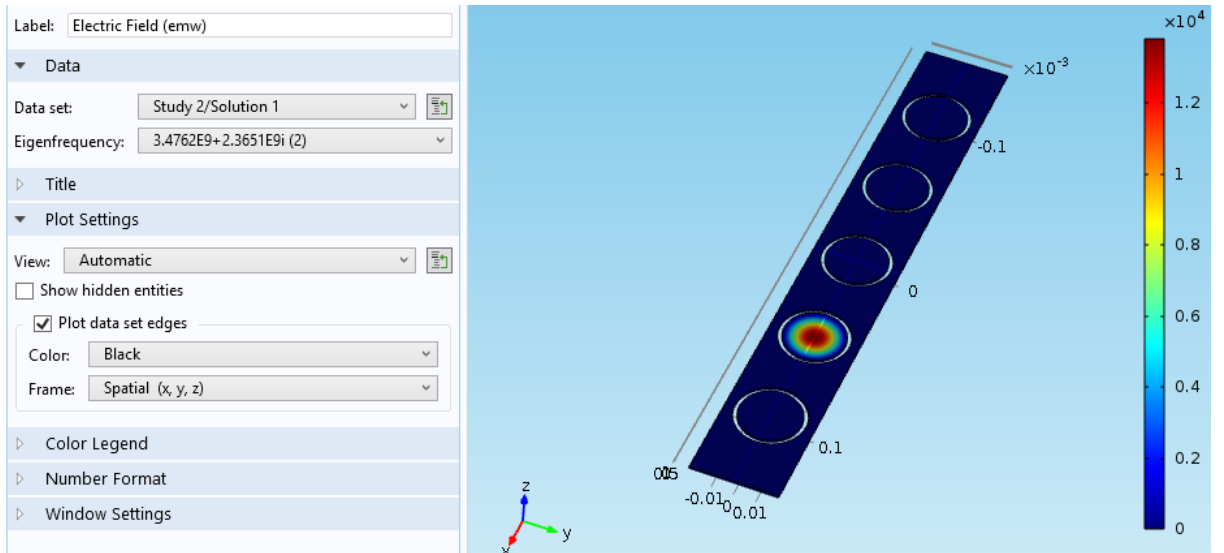 Label: Electric Field (emw)
Data
Data set: Study 2/Solution 1
Eigenfrequency: 3.4762E9+2.3651E9i (2)
Title
Plot Settings
View: Automatic
Show hidden entities
Plot data set edges
Color: Black
Frame: Spatial (x, y, z)
Color Legend
Number Format
Window Settings
×10⁻³
-0.1
0
0.1
-0.01
0
0.01
z
y
x
×10⁴
1.2
1
0.8
0.6
0.4
0.2
0